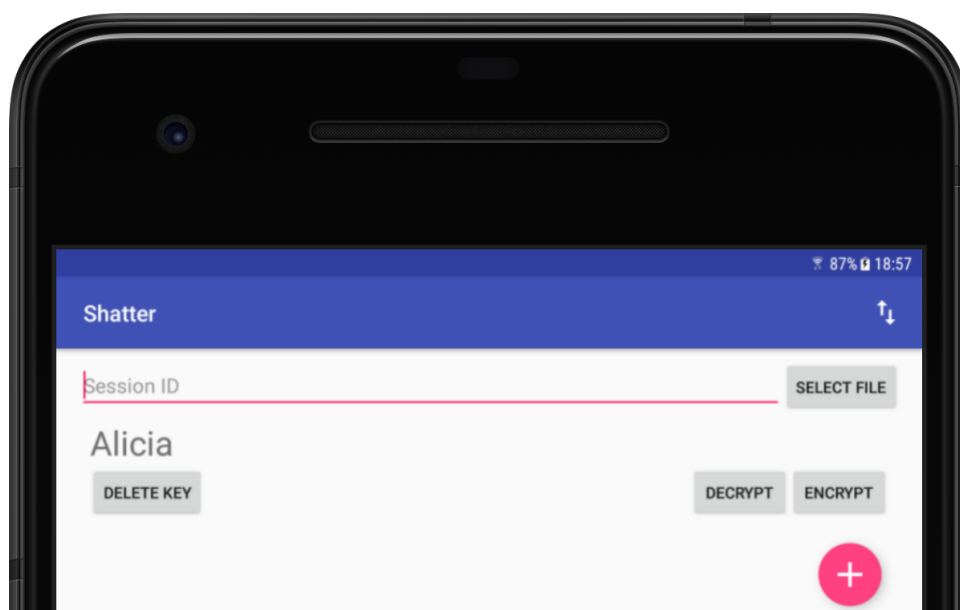 87% 18:57
Shatter
Session ID
SELECT FILE
Alicia
DELETE KEY
DECRYPT
ENCRYPT